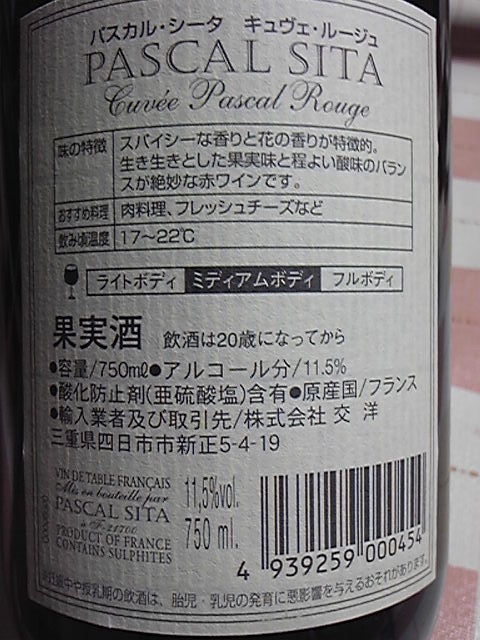 パスカル・シータ キュヴェ・ルージュ
PASCAL SITA
Cuvée Pascal Rouge
味の特徴 スパイシーな香りと花の香りが特徴的。
生き生きとした果実味と程よい酸味のバラン
スが絶妙な赤ワインです。
おすすめ料理 肉料理、フレッシュチーズなど
飲み頃温度 17〜22℃
ライトボディ ミディアムボディ フルボディ
果実酒 飲酒は20歳になってから
●容量/750mℓ●アルコール分/11.5%
●酸化防止剤(亜硫酸塩)含有●原産国/フランス
●輸入業者及び取引先/株式会社 交 洋
三重県四日市市新正5-4-19
VIN DE TABLE FRANÇAIS
Mis en bouteille par
PASCAL SITA
à F-21700
PRODUCT OF FRANCE
CONTAINS SULPHITES
11,5%vol.
750 ml.
4 939259 000454
妊娠中や授乳期の飲酒は、胎児・乳児の発育に悪影響を与えるおそれがあります。